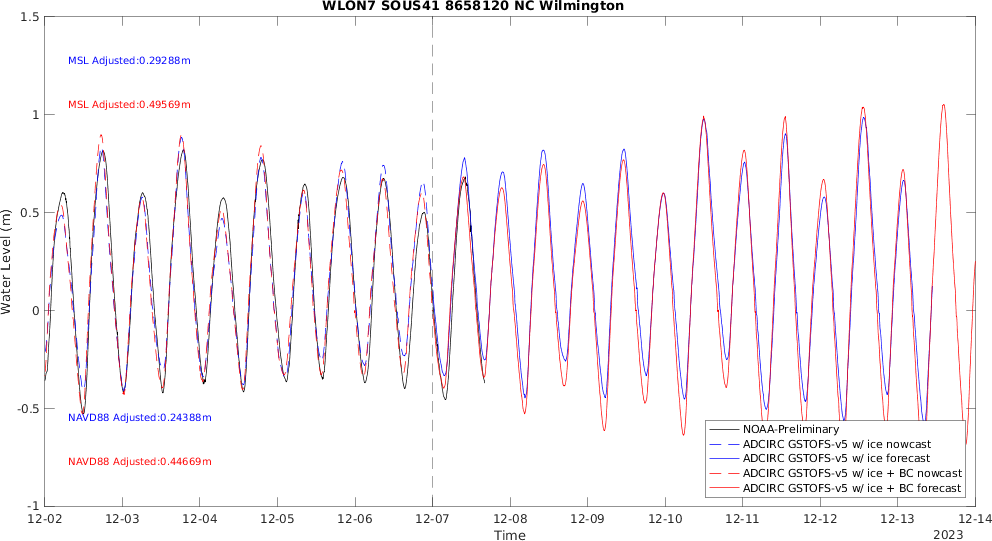 WLON7 SOUS41 8658120 NC Wilmington
1.5
1
0.5
0
-0.5
-1
Water Level (m)
MSL Adjusted:0.29288m
MSL Adjusted:0.49569m
NAVD88 Adjusted:0.24388m
NAVD88 Adjusted:0.44669m
NOAA-Preliminary
ADCIRC GSTOFS-v5 w/ ice nowcast
ADCIRC GSTOFS-v5 w/ ice forecast
ADCIRC GSTOFS-v5 w/ ice + BC nowcast
ADCIRC GSTOFS-v5 w/ ice + BC forecast
12-02 12-03 12-04 12-05 12-06 12-07 12-08 12-09 12-10 12-11 12-12 12-13 12-14
Time
2023